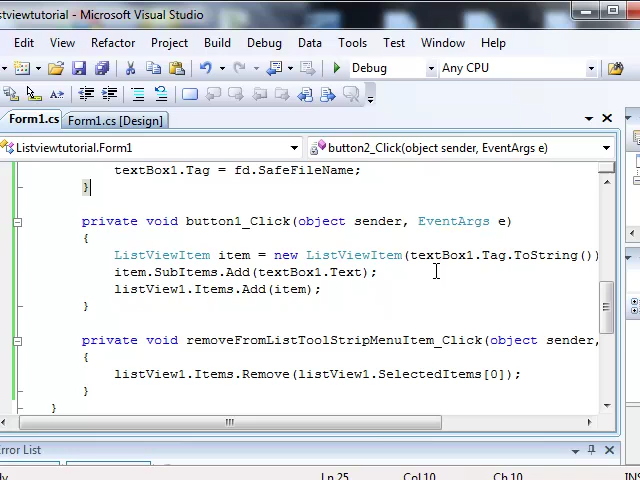 stviewtutorial - Microsoft Visual Studio
Edit View Refactor Project Build Debug Data Tools Test Window Help
Debug Any CPU
Form1.cs Form1.cs [Design]
Listviewtutorial.Form1 button2_Click(object sender, EventArgs e)
textBox1.Tag = fd.SafeFileName;
}
private void button1_Click(object sender, EventArgs e)
{
ListViewItem item = new ListViewItem(textBox1.Tag.ToString())
item.SubItems.Add(textBox1.Text);
listView1.Items.Add(item);
}
private void removeFromListToolStripMenuItem_Click(object sender,
{
listView1.Items.Remove(listView1.SelectedItems[0]);
}
}
rror List
dy Ln 25 Col 10 Ch 10 INS